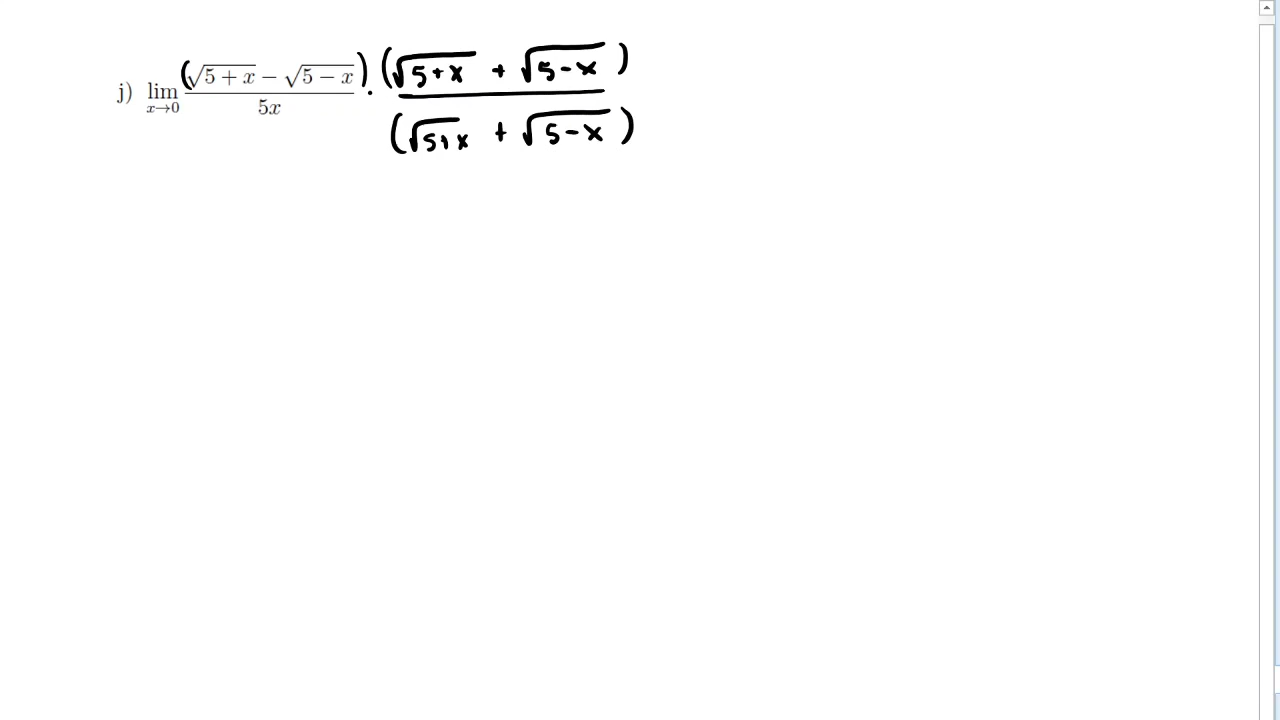 j) lim x→0 (√5+x − √5−x)/5x · (√5+x + √5−x)/(√5+x + √5−x)